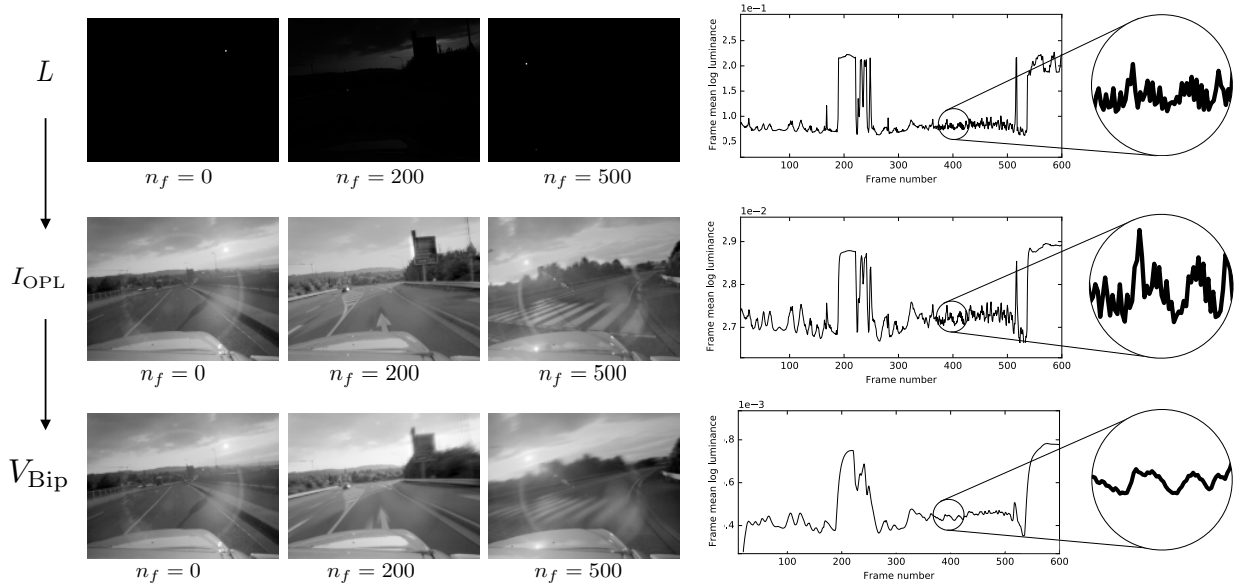 L
n_f = 0
n_f = 200
n_f = 500
1e−1
Frame mean log luminance
2.5
2.0
1.5
1.0
0.5
100 200 300 400 500 600
Frame number
I_OPL
n_f = 0
n_f = 200
n_f = 500
1e−2
Frame mean log luminance
2.9
2.8
2.7
100 200 300 400 500 600
Frame number
V_Bip
n_f = 0
n_f = 200
n_f = 500
1e−3
Frame mean log luminance
.8
.6
.4
100 200 300 400 500 600
Frame number